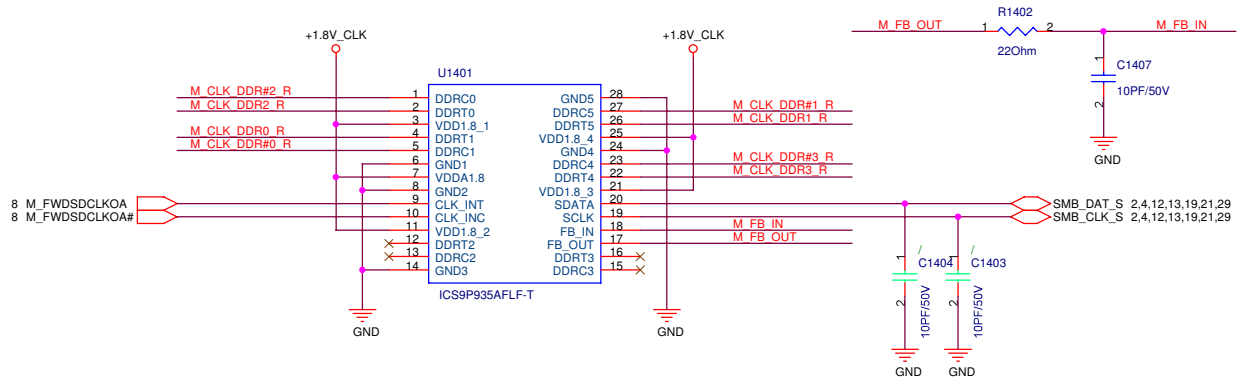 R1402
M_FB_OUT 1 2 M_FB_IN
22Ohm
+1.8V_CLK +1.8V_CLK
1 C1407
10PF/50V
2
GND
U1401
M_CLK_DDR#2_R 1 DDRC0 GND5 28
M_CLK_DDR2_R 2 DDRT0 DDRC5 27 M_CLK_DDR#1_R
3 VDD1.8_1 DDRT5 26 M_CLK_DDR1_R
M_CLK_DDR0_R 4 DDRT1 VDD1.8_4 25
M_CLK_DDR#0_R 5 DDRC1 GND4 24
6 GND1 DDRC4 23 M_CLK_DDR#3_R
7 VDDA1.8 DDRT4 22 M_CLK_DDR3_R
8 GND2 VDD1.8_3 21
8 M_FWDSDCLKOA 9 CLK_INT SDATA 20 SMB_DAT_S 2,4,12,13,19,21,29
8 M_FWDSDCLKOA# 10 CLK_INC SCLK 19 SMB_CLK_S 2,4,12,13,19,21,29
11 VDD1.8_2 FB_IN 18 M_FB_IN
12 DDRT2 FB_OUT 17 M_FB_OUT
13 DDRC2 DDRT3 16
14 GND3 DDRC3 15
ICS9P935AFLF-T
GND GND
/ /
1 C1404 1 C1403
2 10PF/50V 2 10PF/50V
GND GND